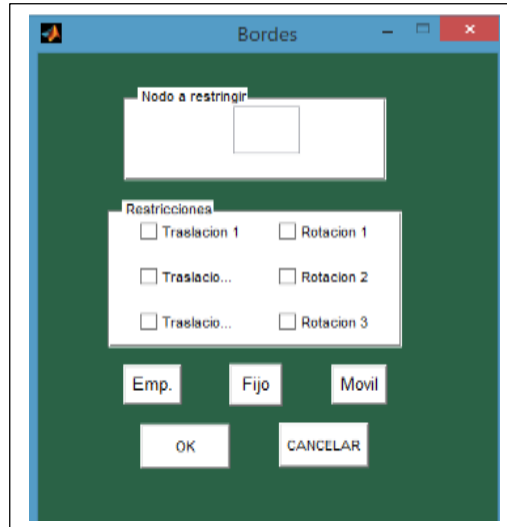 Bordes
Nodo a restringir
Restricciones
Traslacion 1 Rotacion 1
Traslacio... Rotacion 2
Traslacio... Rotacion 3
Emp. Fijo Movil
OK CANCELAR